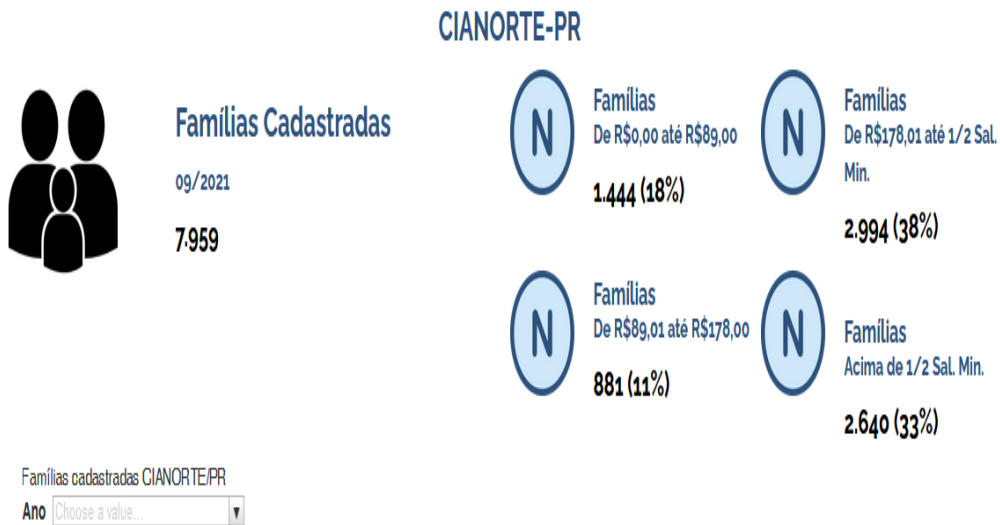 CIANORTE-PR
Famílias Cadastradas
09/2021
7.959
N
Famílias
De R$0,00 até R$89,00
1.444 (18%)
N
Famílias
De R$178,01 até 1/2 Sal.
Min.
2.994 (38%)
N
Famílias
De R$89,01 até R$178,00
881 (11%)
N
Famílias
Acima de 1/2 Sal. Min.
2.640 (33%)
Famílias cadastradas CIANORTE/PR
Ano Choose a value...